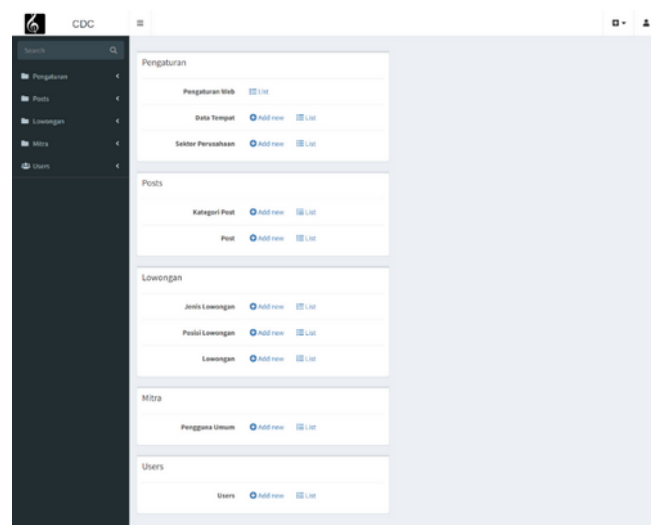 CDC
Search
Pengaturan
Posts
Lowongan
Mitra
Users
Pengaturan
Pengaturan Web List
Data Tempat Add new List
Sektor Perusahaan Add new List
Posts
Kategori Post Add new List
Post Add new List
Lowongan
Jenis Lowongan Add new List
Posisi Lowongan Add new List
Lowongan Add new List
Mitra
Pengguna Umum Add new List
Users
Users Add new List